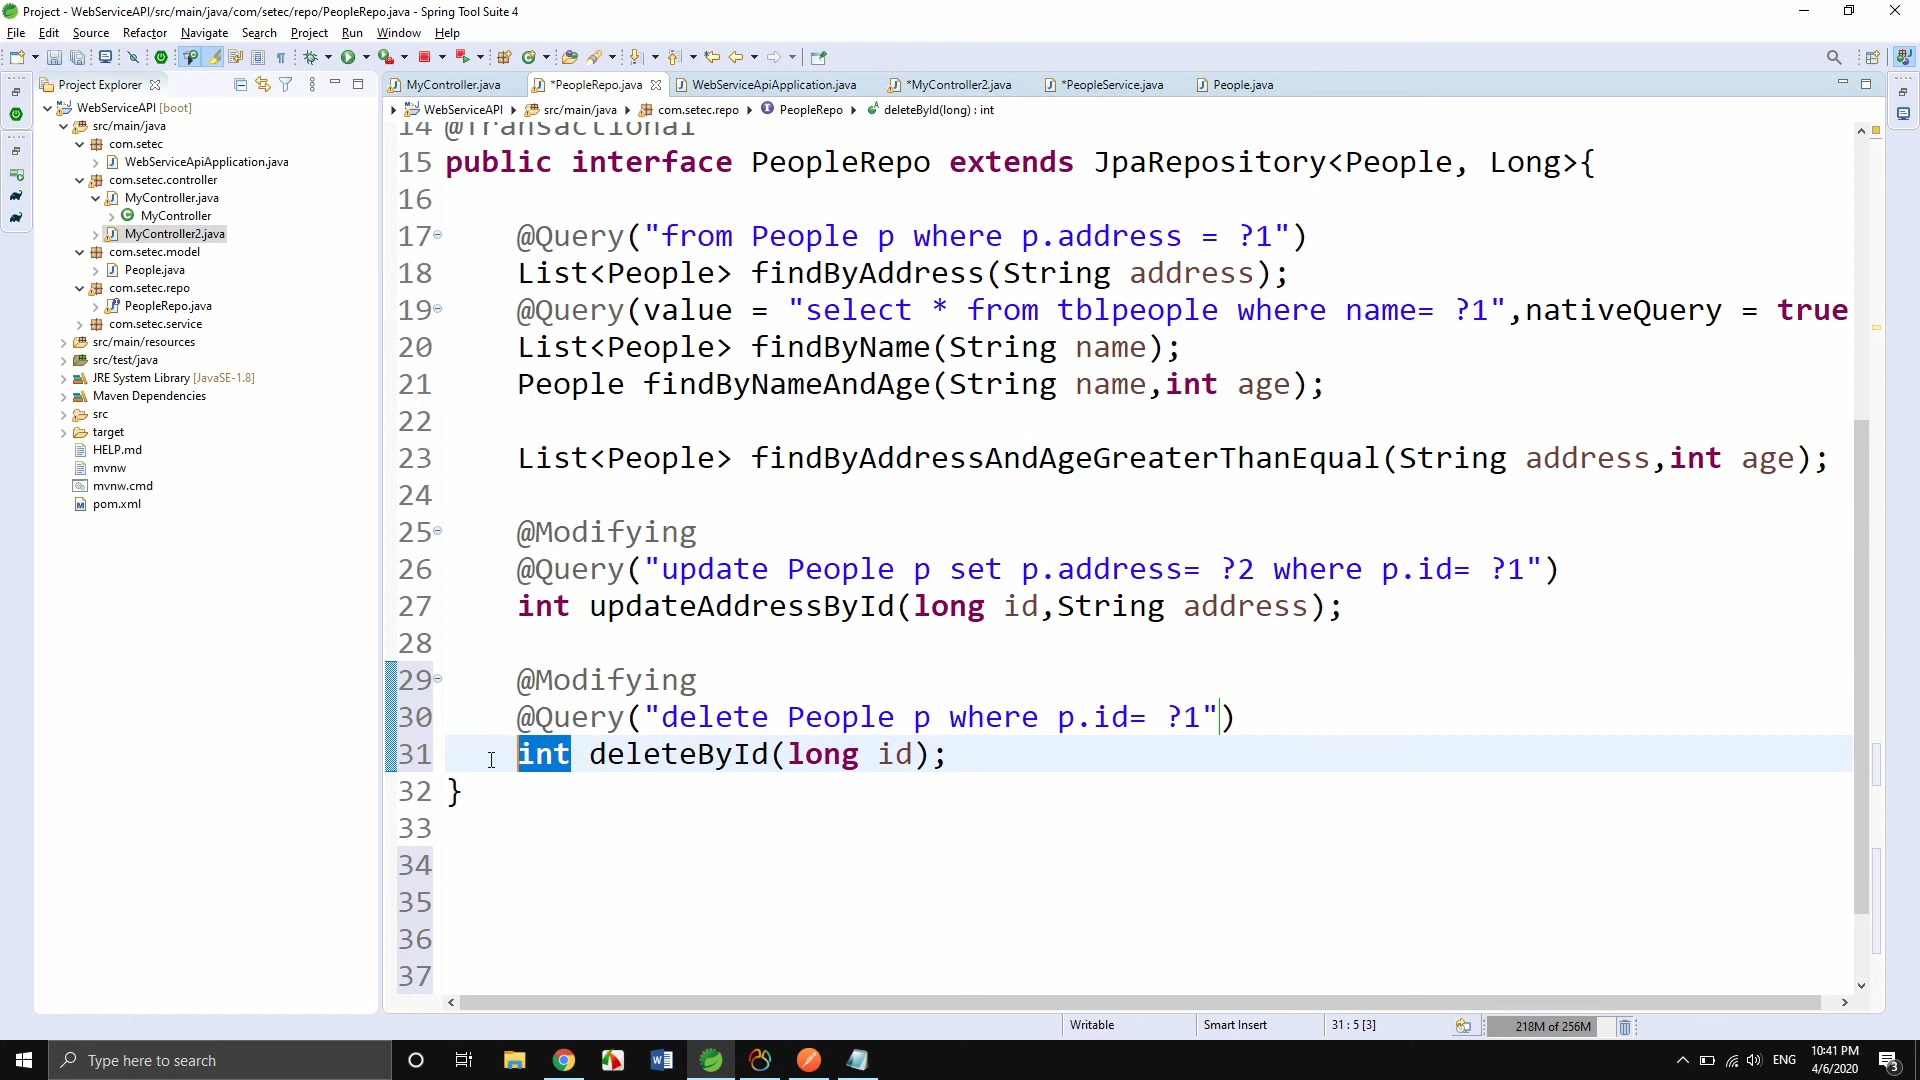 Project - WebServiceAPI/src/main/java/com/setec/repo/PeopleRepo.java - Spring Tool Suite 4
File Edit Source Refactor Navigate Search Project Run Window Help
Project Explorer
MyController.java *PeopleRepo.java WebServiceApiApplication.java *MyController2.java *PeopleService.java People.java
WebServiceAPI src/main/java com.setec.repo PeopleRepo deleteById(long) : int
WebServiceAPI [boot]
src/main/java
com.setec
WebServiceApiApplication.java
com.setec.controller
MyController.java
MyController
MyController2.java
com.setec.model
People.java
com.setec.repo
PeopleRepo.java
com.setec.service
src/main/resources
src/test/java
JRE System Library [JavaSE-1.8]
Maven Dependencies
src
target
HELP.md
mvnw
mvnw.cmd
pom.xml
14 @Transactional
15 public interface PeopleRepo extends JpaRepository<People, Long>{
16
17 @Query("from People p where p.address = ?1")
18 List<People> findByAddress(String address);
19 @Query(value = "select * from tblpeople where name= ?1",nativeQuery = true
20 List<People> findByName(String name);
21 People findByNameAndAge(String name,int age);
22
23 List<People> findByAddressAndAgeGreaterThanEqual(String address,int age);
24
25 @Modifying
26 @Query("update People p set p.address= ?2 where p.id= ?1")
27 int updateAddressById(long id,String address);
28
29 @Modifying
30 @Query("delete People p where p.id= ?1")
31 int deleteById(long id);
32 }
33
34
35
36
37
Writable Smart Insert 31 : 5 [3] 218M of 256M
Type here to search
ENG
10:41 PM
4/6/2020
3